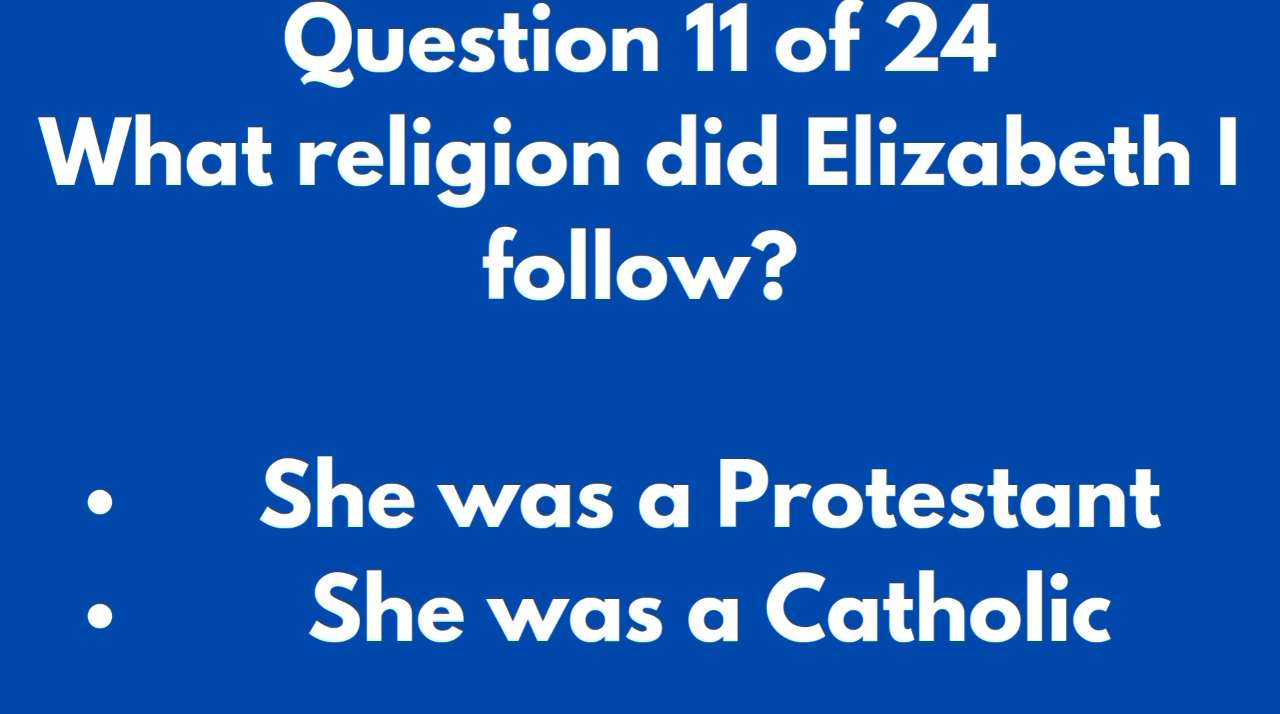 Question 11 of 24
What religion did Elizabeth I
follow?
• She was a Protestant
• She was a Catholic